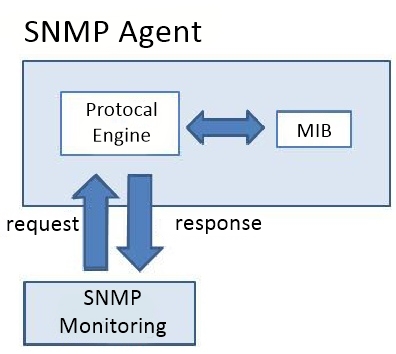 SNMP Agent
Protocal
Engine
MIB
request
response
SNMP
Monitoring